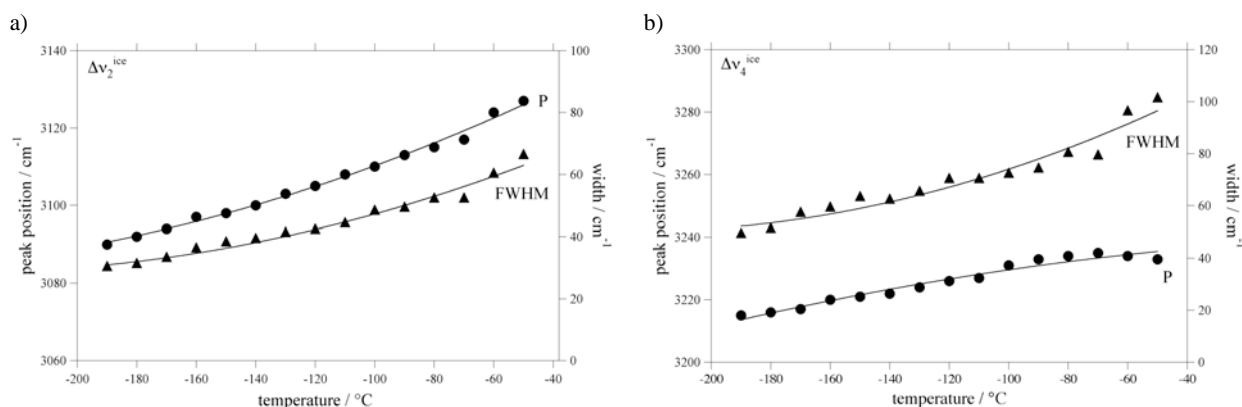 a)
Δν₂ⁱᶜᵉ
P
FWHM
3140
3120
3100
3080
3060
peak position / cm⁻¹
100
80
60
40
20
0
width / cm⁻¹
-200 -180 -160 -140 -120 -100 -80 -60 -40
temperature / °C
b)
Δν₄ⁱᶜᵉ
FWHM
P
3300
3280
3260
3240
3220
3200
peak position / cm⁻¹
120
100
80
60
40
20
0
width / cm⁻¹
-200 -180 -160 -140 -120 -100 -80 -60 -40
temperature / °C